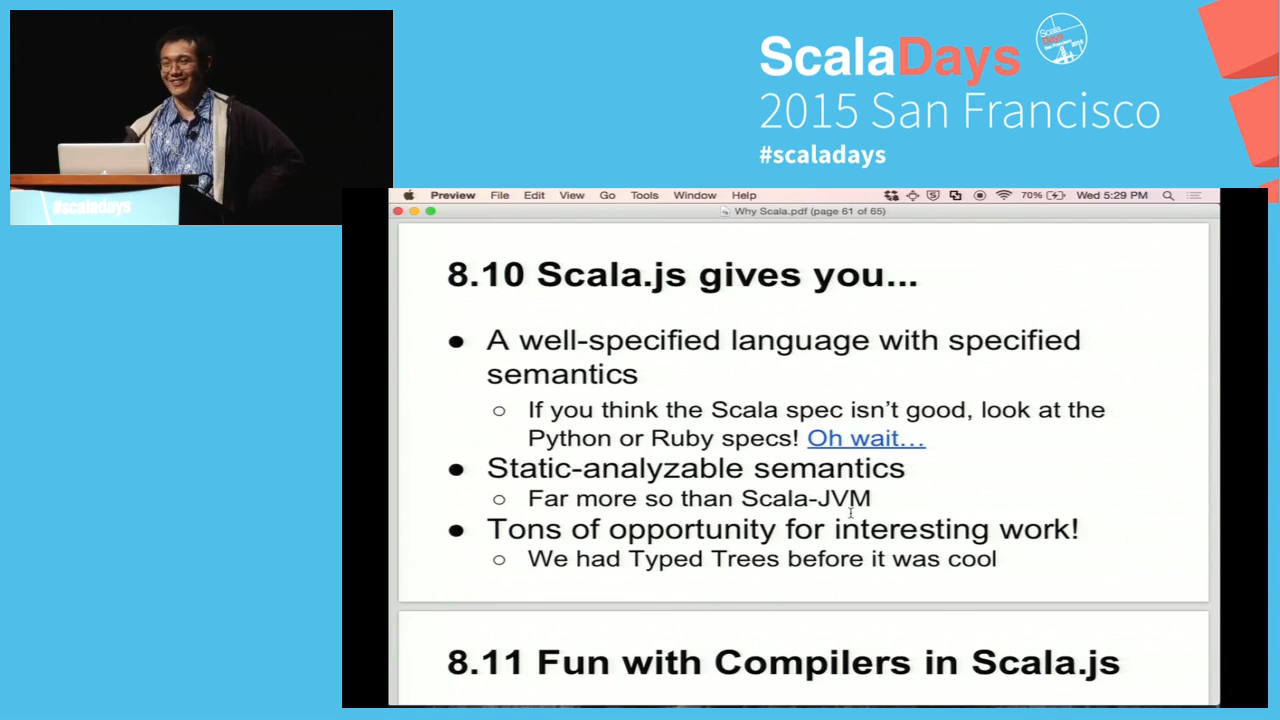 ScalaDays
2015 San Francisco
#scaladays
#scaladays
Preview File Edit View Go Tools Window Help 70% Wed 5:29 PM
Why Scala.pdf (page 61 of 65)
8.10 Scala.js gives you...
● A well-specified language with specified
semantics
○ If you think the Scala spec isn’t good, look at the
Python or Ruby specs! Oh wait…
● Static-analyzable semantics
○ Far more so than Scala-JVM
● Tons of opportunity for interesting work!
○ We had Typed Trees before it was cool
8.11 Fun with Compilers in Scala.js